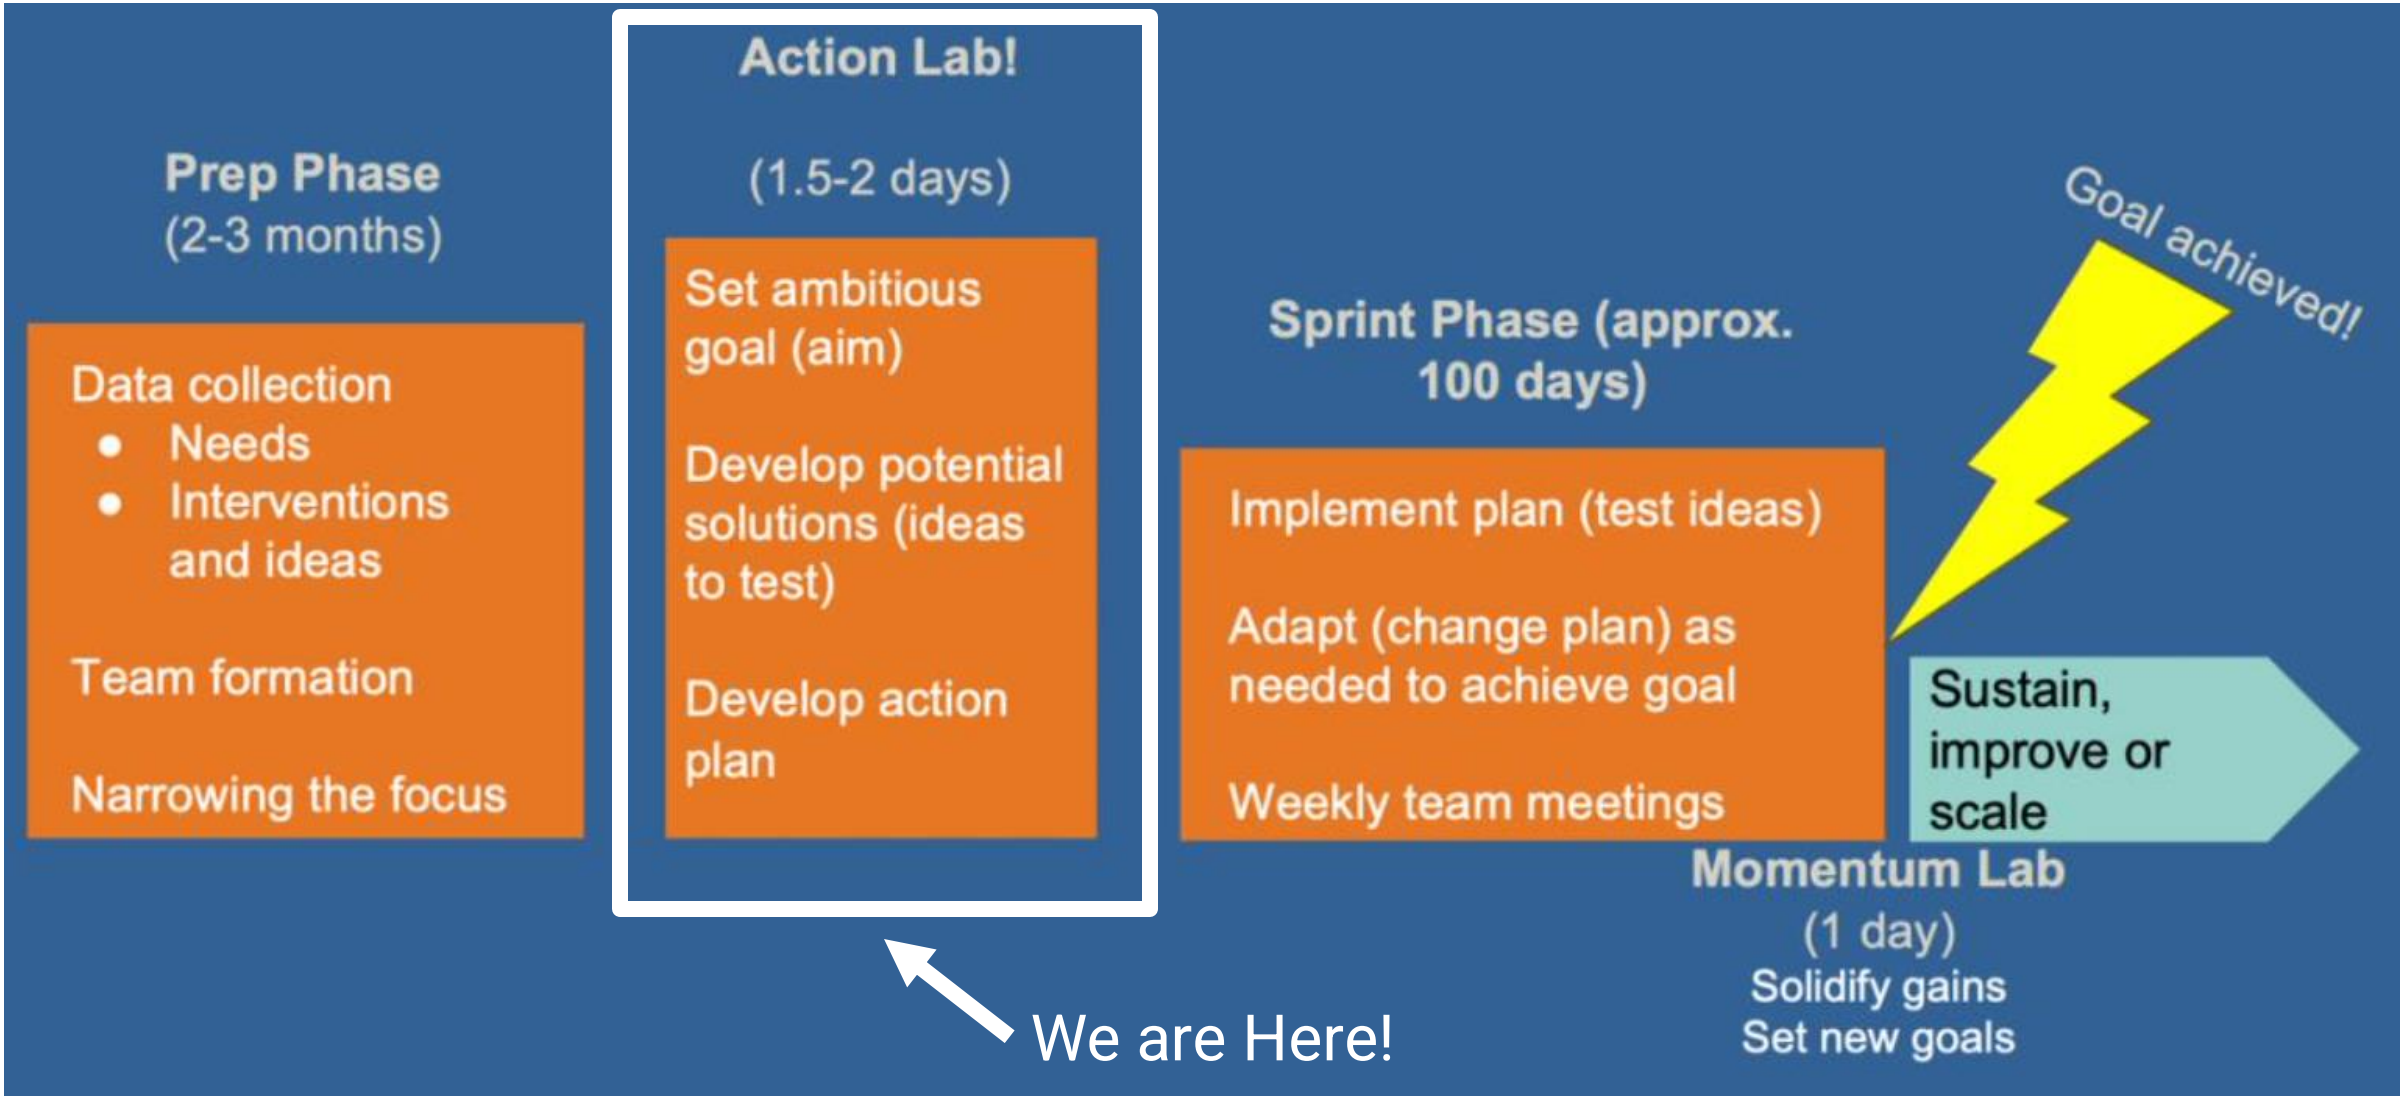 Prep Phase
(2-3 months)
Data collection
● Needs
● Interventions
and ideas
Team formation
Narrowing the focus
Action Lab!
(1.5-2 days)
Set ambitious
goal (aim)
Develop potential
solutions (ideas
to test)
Develop action
plan
We are Here!
Sprint Phase (approx.
100 days)
Implement plan (test ideas)
Adapt (change plan) as
needed to achieve goal
Weekly team meetings
Goal achieved!
Sustain,
improve or
scale
Momentum Lab
(1 day)
Solidify gains
Set new goals